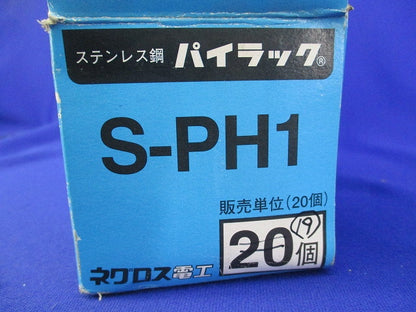 ステンレス鋼 パイラック®
S-PH1
販売単位(20個)
20個
19
ネグロス電工